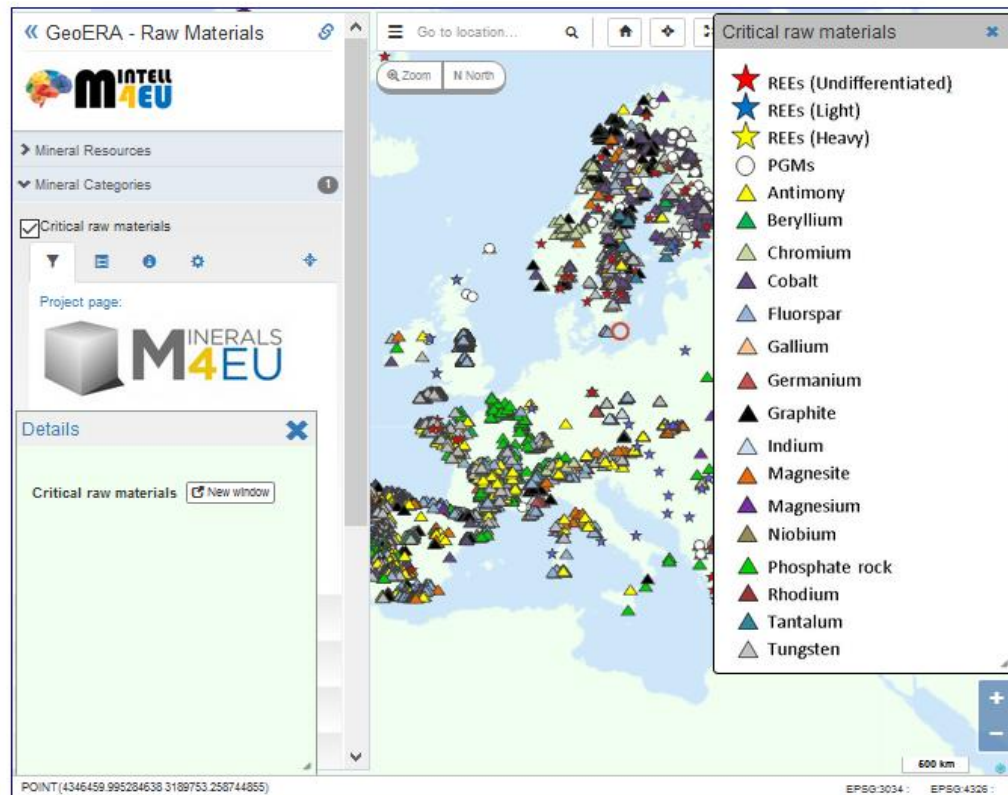 GeoERA - Raw Materials
MINTELL
4EU
Mineral Resources
Mineral Categories 1
Critical raw materials
Project page:
MINERALS
M4EU
Details
Critical raw materials New window
Go to location...
Zoom N North
Critical raw materials
REEs (Undifferentiated)
REEs (Light)
REEs (Heavy)
PGMs
Antimony
Beryllium
Chromium
Cobalt
Fluorspar
Gallium
Germanium
Graphite
Indium
Magnesite
Magnesium
Niobium
Phosphate rock
Rhodium
Tantalum
Tungsten
600 km
POINT(4346459.995284638 3189753.258744855)
EPSG:3034 : EPSG:4326 :